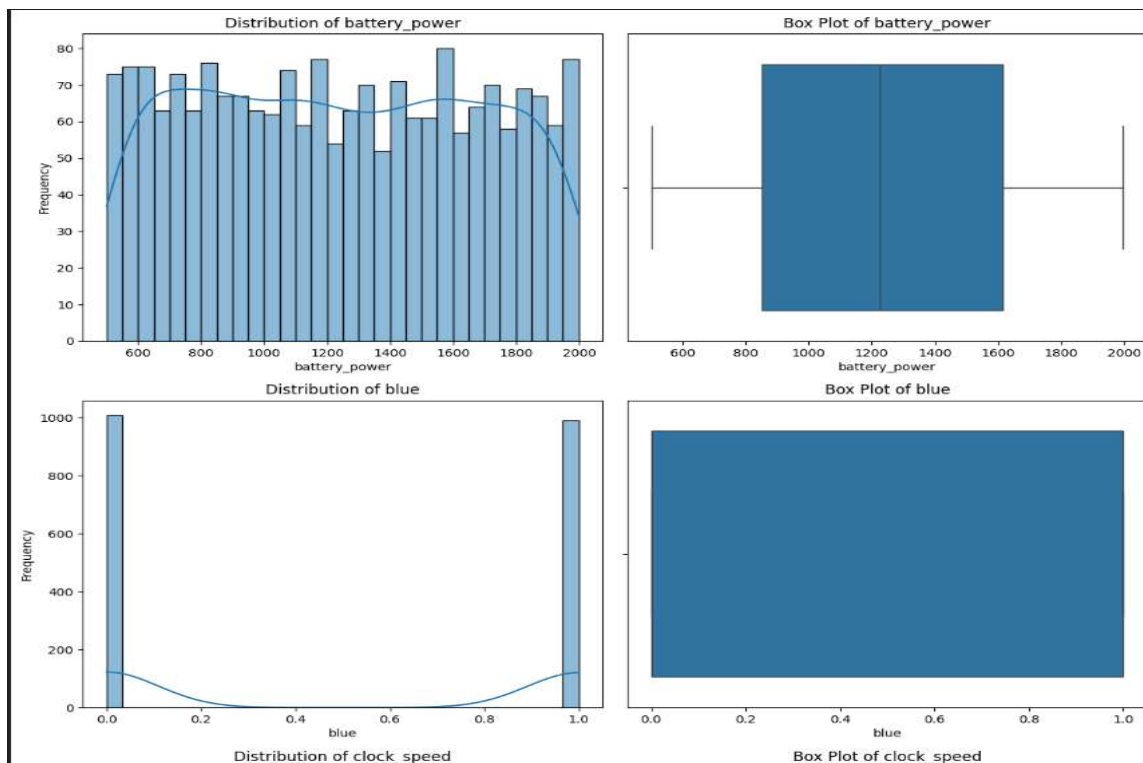 Distribution of battery_power
Box Plot of battery_power
80
70
60
50
40
30
20
10
0
Frequency
600 800 1000 1200 1400 1600 1800 2000
battery_power
600 800 1000 1200 1400 1600 1800 2000
battery_power
Distribution of blue
Box Plot of blue
1000
800
600
400
200
0
Frequency
0.0 0.2 0.4 0.6 0.8 1.0
blue
0.0 0.2 0.4 0.6 0.8 1.0
blue
Distribution of clock_speed
Box Plot of clock_speed